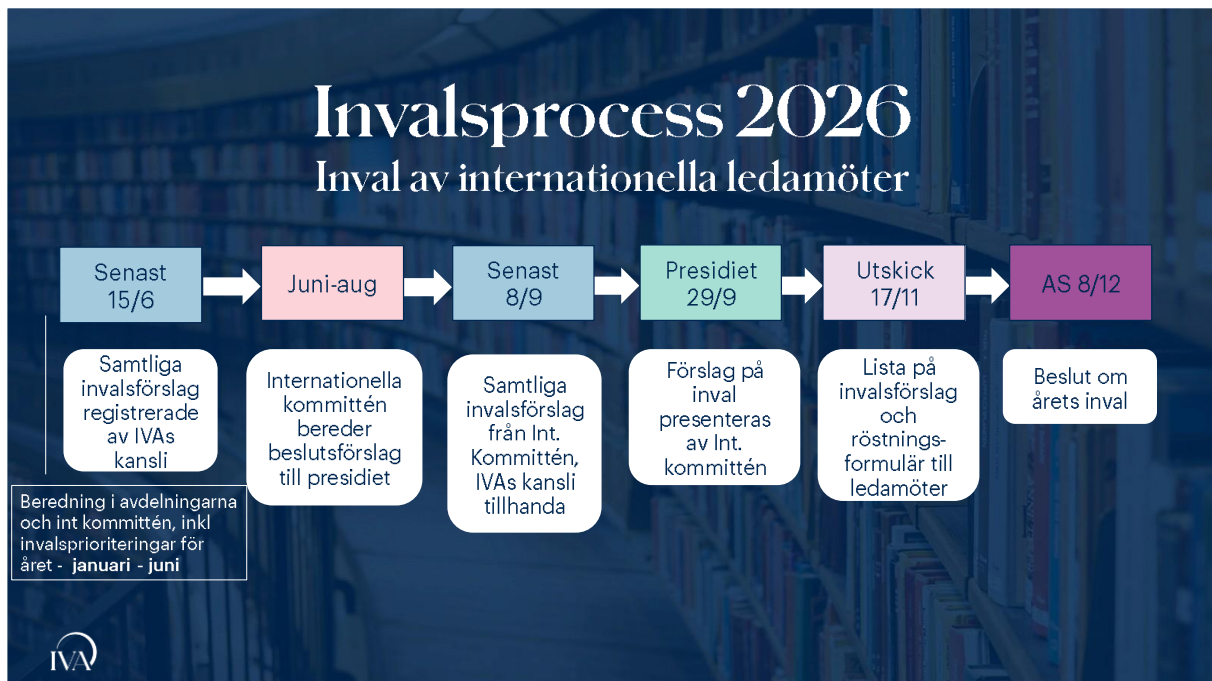 Invalsprocess 2026
Inval av internationella ledamöter
Senast
15/6
Juni-aug
Senast
8/9
Presidiet
29/9
Utskick
17/11
AS 8/12
Samtliga
invalsförslag
registrerade
av IVAs
kansli
Internationella
kommittén
bereder
beslutsförslag
till presidiet
Samtliga
invalsförslag
från Int.
Kommittén,
IVAs kansli
tillhanda
Förslag på
inval
presenteras
av Int.
kommittén
Lista på
invalsförslag
och
röstnings-
formulär till
ledamöter
Beslut om
årets inval
Beredning i avdelningarna
och int kommittén, inkl
invalsprioriteringar för
året - januari - juni
IVA